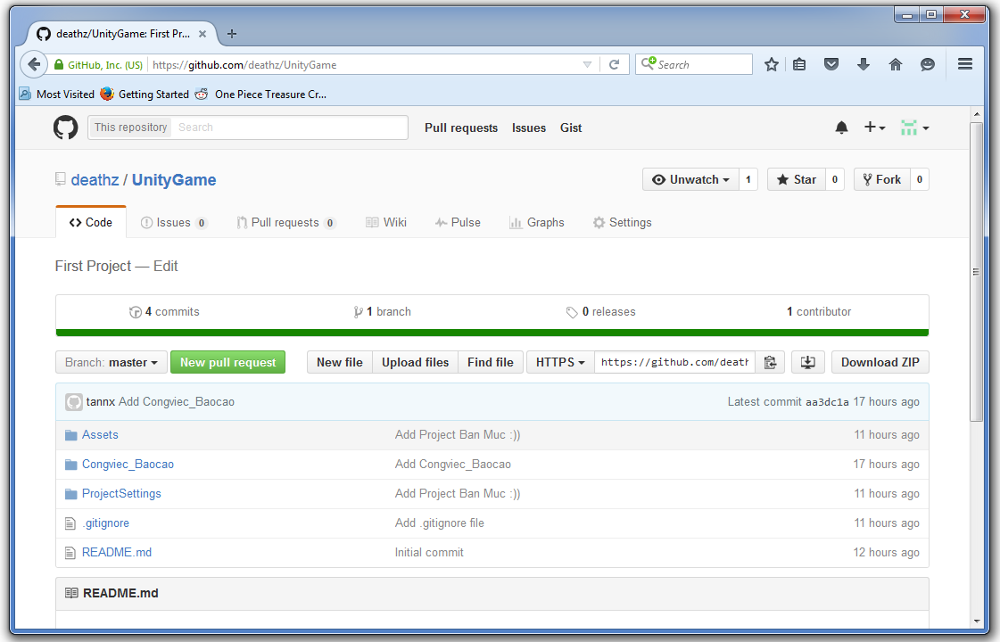 deathz/UnityGame: First Pr...
GitHub, Inc. (US) https://github.com/deathz/UnityGame Search
Most Visited Getting Started One Piece Treasure Cr...
This repository Search Pull requests Issues Gist
deathz / UnityGame Unwatch 1 Star 0 Fork 0
Code Issues 0 Pull requests 0 Wiki Pulse Graphs Settings
First Project — Edit
4 commits 1 branch 0 releases 1 contributor
Branch: master New pull request New file Upload files Find file HTTPS https://github.com/death Download ZIP
tannx Add Congviec_Baocao Latest commit aa3dc1a 17 hours ago
Assets Add Project Ban Muc :)) 11 hours ago
Congviec_Baocao Add Congviec_Baocao 17 hours ago
ProjectSettings Add Project Ban Muc :)) 11 hours ago
.gitignore Add .gitignore file 11 hours ago
README.md Initial commit 12 hours ago
README.md